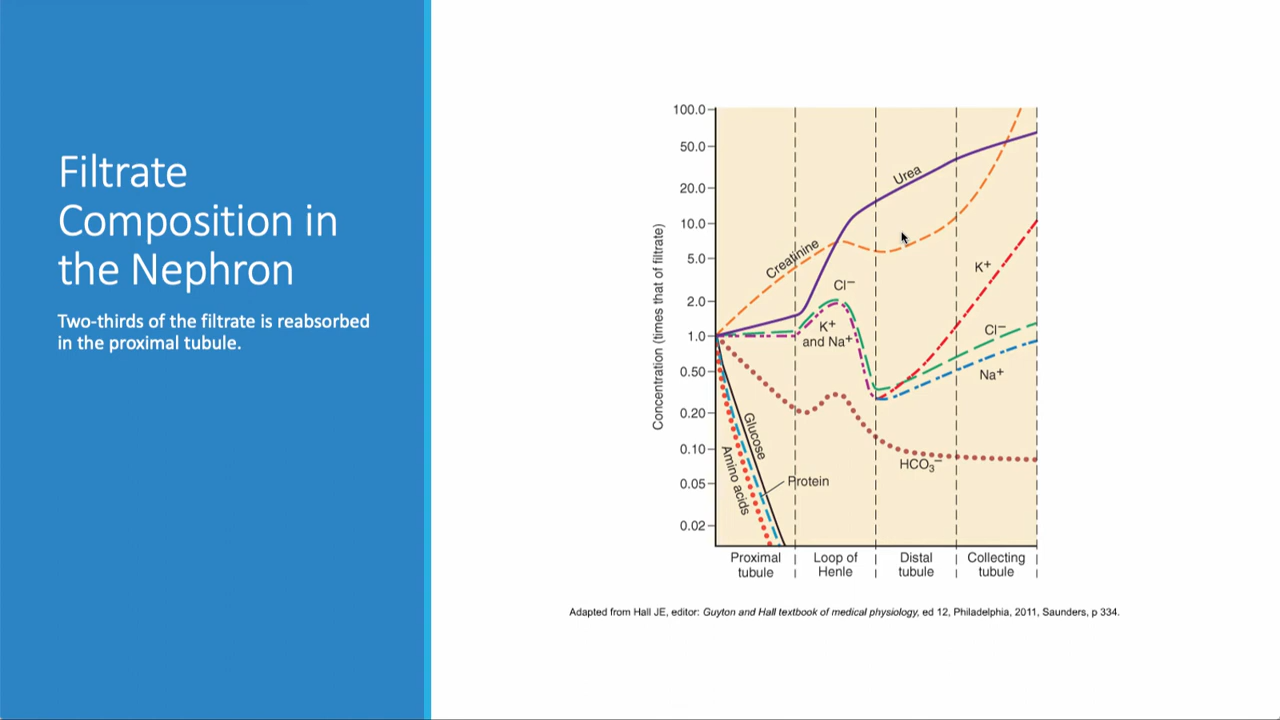 Filtrate
Composition in
the Nephron
Two-thirds of the filtrate is reabsorbed
in the proximal tubule.
Concentration (times that of filtrate)
100.0
50.0
20.0
10.0
5.0
2.0
1.0
0.50
0.20
0.10
0.05
0.02
Urea
Creatinine
Cl⁻
K⁺
and Na⁺
K⁺
Cl⁻
Na⁺
HCO₃⁻
Glucose
Protein
Amino acids
Proximal
tubule
Loop of
Henle
Distal
tubule
Collecting
tubule
Adapted from Hall JE, editor: Guyton and Hall textbook of medical physiology, ed 12, Philadelphia, 2011, Saunders, p 334.